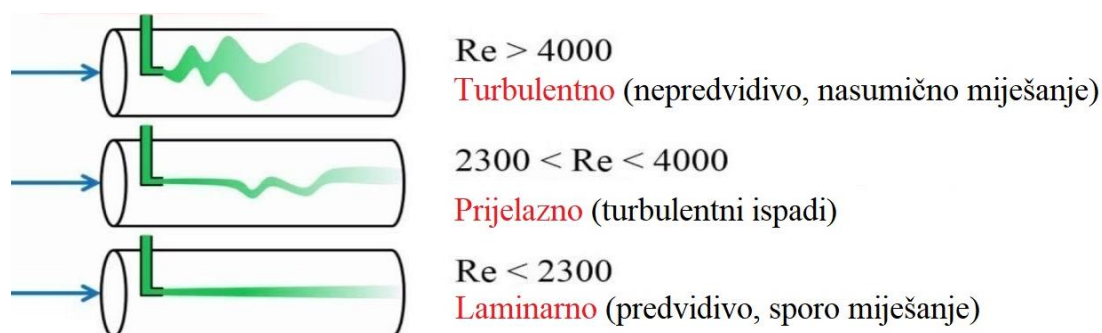 Re > 4000
Turbulentno (nepredvidivo, nasumično miješanje)
2300 < Re < 4000
Prijelazno (turbulentni ispadi)
Re < 2300
Laminarno (predvidivo, sporo miješanje)